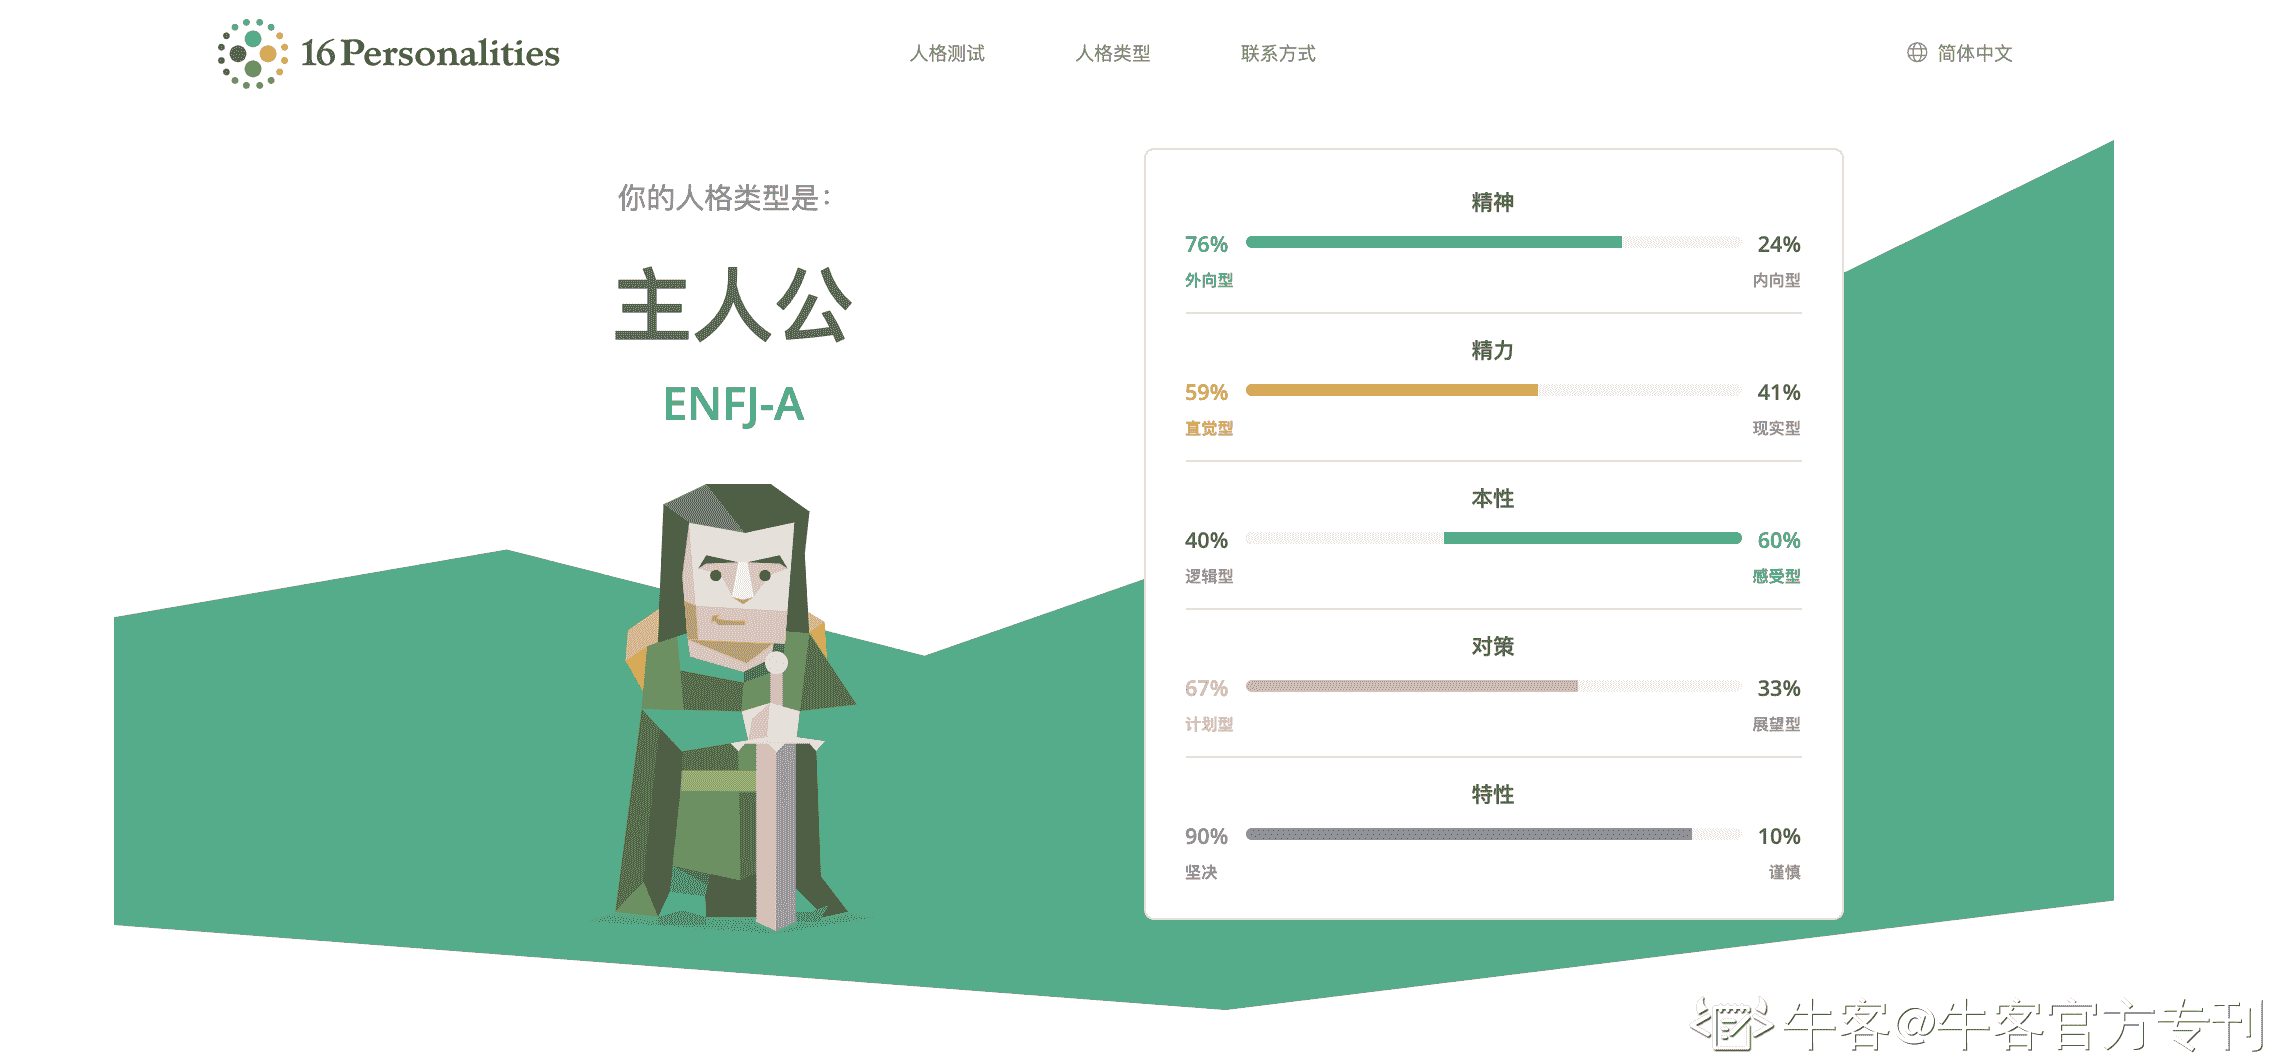 16Personalities
人格测试
人格类型
联系方式
简体中文
你的人格类型是：
主人公
ENFJ-A
精神
76% 24%
外向型 内向型
精力
59% 41%
直觉型 现实型
本性
40% 60%
逻辑型 感受型
对策
67% 33%
计划型 展望型
特性
90% 10%
坚决 谨慎
牛客@牛客官方专刊